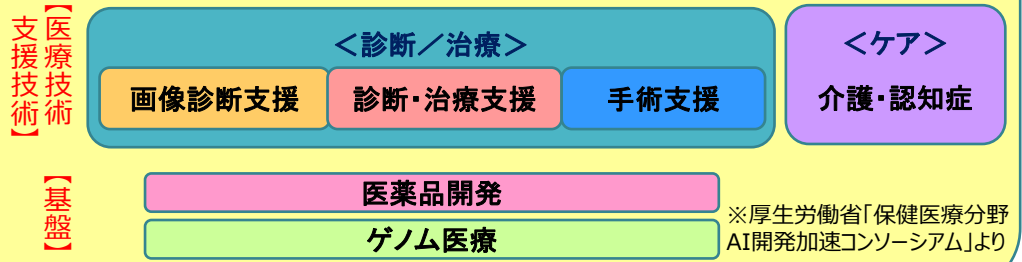 【医療技術
支援技術】
＜診断／治療＞
画像診断支援
診断・治療支援
手術支援
＜ケア＞
介護・認知症
【基盤】
医薬品開発
ゲノム医療
※厚生労働省「保健医療分野
AI開発加速コンソーシアム」より